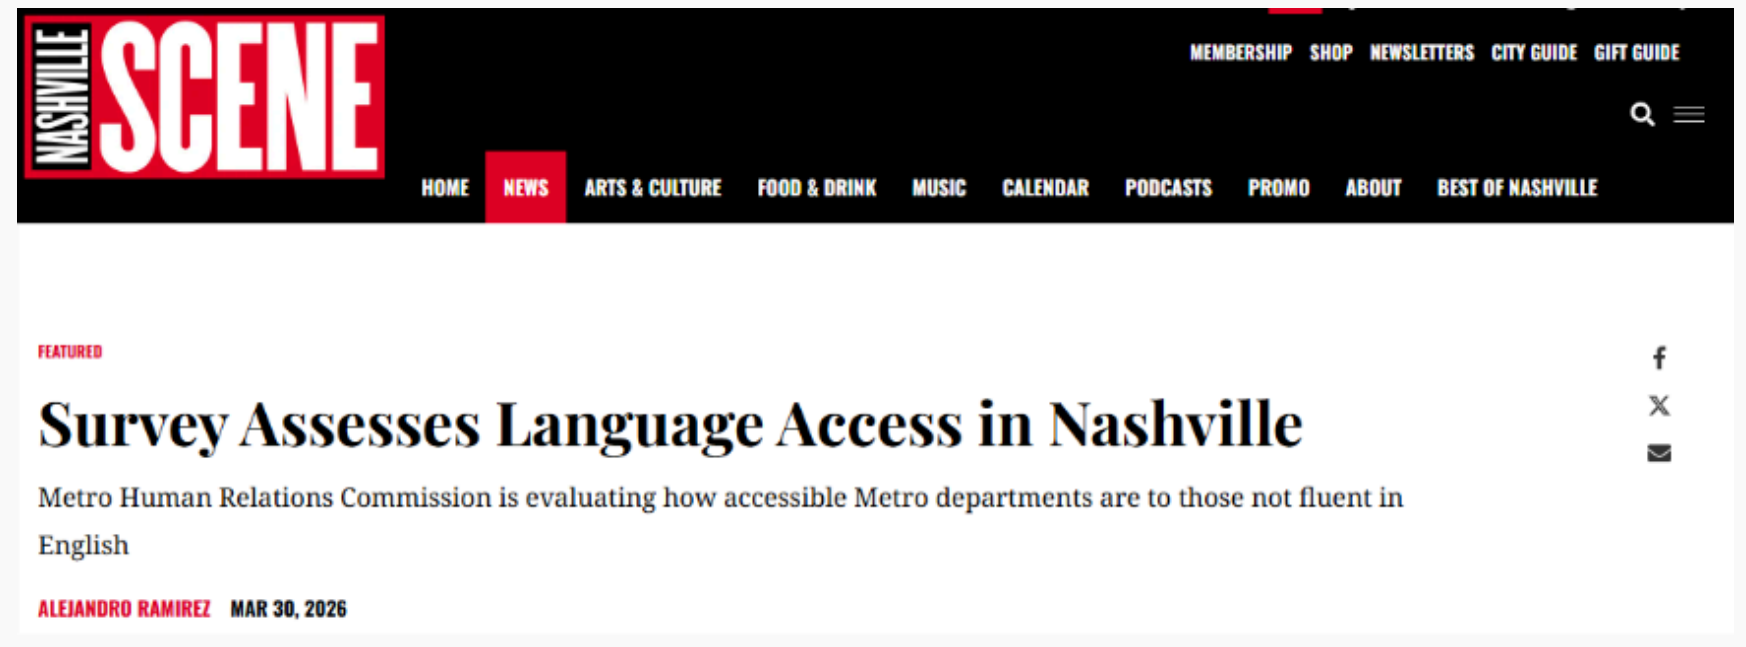 NASHVILLE
SCENE
MEMBERSHIP SHOP NEWSLETTERS CITY GUIDE GIFT GUIDE
HOME NEWS ARTS & CULTURE FOOD & DRINK MUSIC CALENDAR PODCASTS PROMO ABOUT BEST OF NASHVILLE
FEATURED
Survey Assesses Language Access in Nashville
Metro Human Relations Commission is evaluating how accessible Metro departments are to those not fluent in
English
ALEJANDRO RAMIREZ MAR 30, 2026